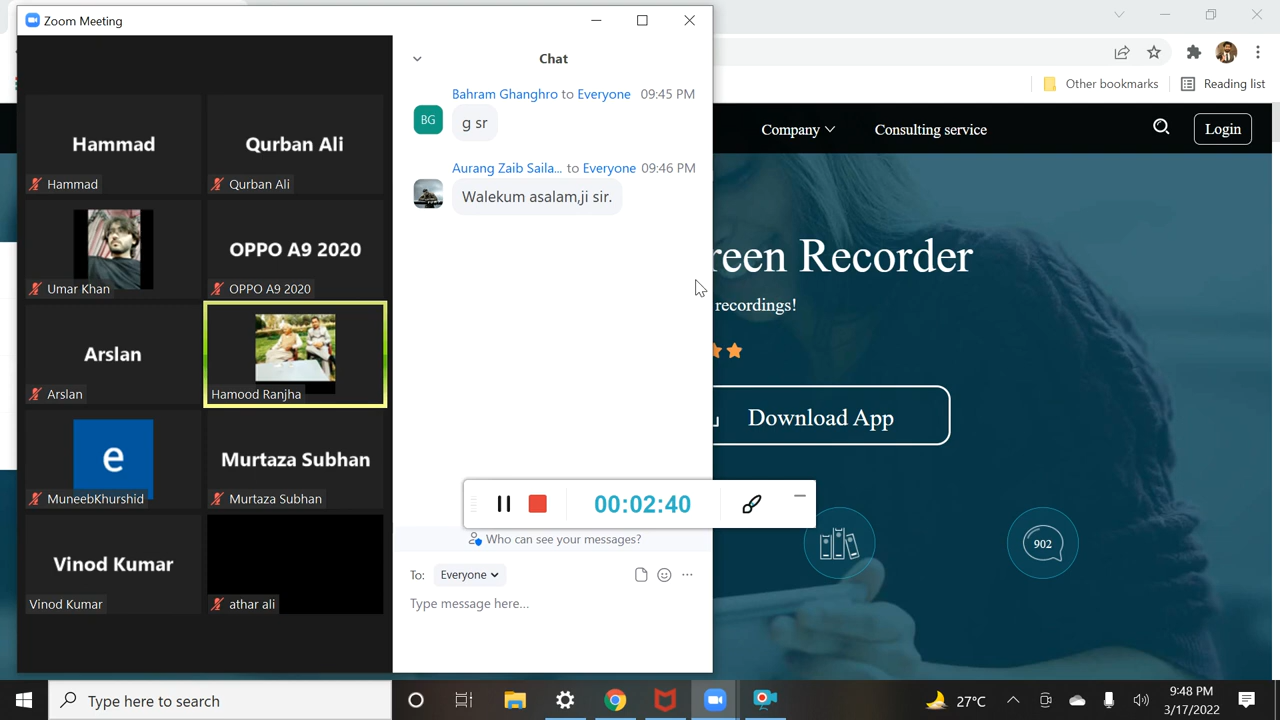 Zoom Meeting
Hammad
Hammad
Qurban Ali
Qurban Ali
Umar Khan
OPPO A9 2020
OPPO A9 2020
Arslan
Arslan
Hamood Ranjha
e
MuneebKhurshid
Murtaza Subhan
Murtaza Subhan
Vinod Kumar
Vinod Kumar
athar ali
Chat
Bahram Ghanghro to Everyone 09:45 PM
BG
g sr
Aurang Zaib Saila... to Everyone 09:46 PM
Walekum asalam,ji sir.
00:02:40
Who can see your messages?
To: Everyone
Type message here...
Other bookmarks
Reading list
Company
Consulting service
Login
reen Recorder
recordings!
Download App
902
Type here to search
27°C
9:48 PM
3/17/2022